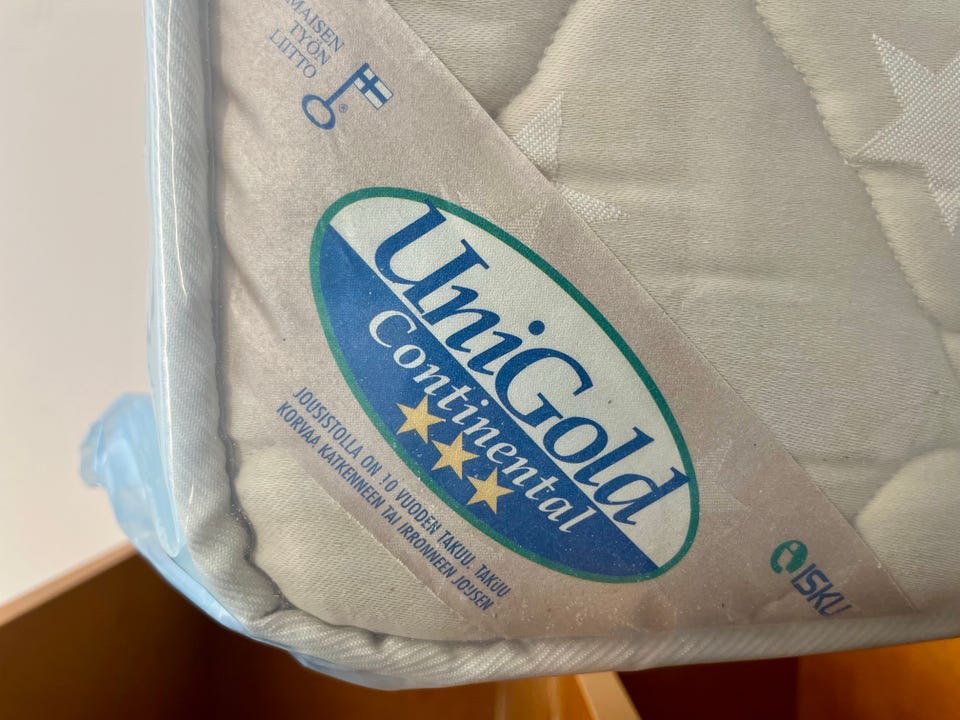 MAISEN
TYÖN
LIITTO
®
UniGold
Continental
JOUSISTOLLA ON 10 VUODEN TAKUU. TAKUU
KORVAA KATKENNEEN TAI IRRONNEEN JOUSEN
e ISKU